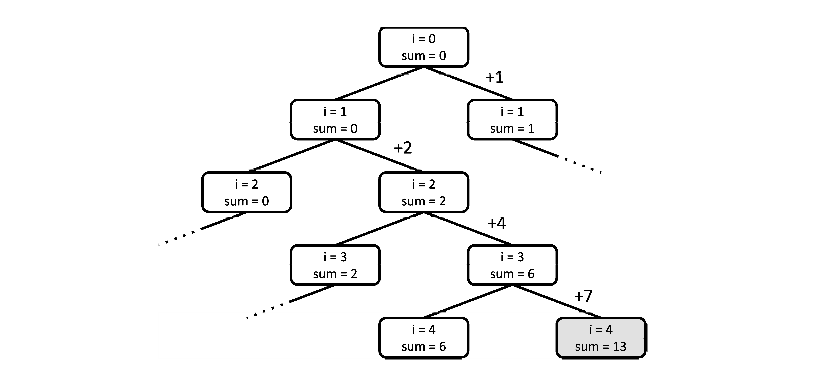 i = 0
sum = 0
+1
i = 1
sum = 0
i = 1
sum = 1
+2
i = 2
sum = 0
i = 2
sum = 2
+4
i = 3
sum = 2
i = 3
sum = 6
+7
i = 4
sum = 6
i = 4
sum = 13